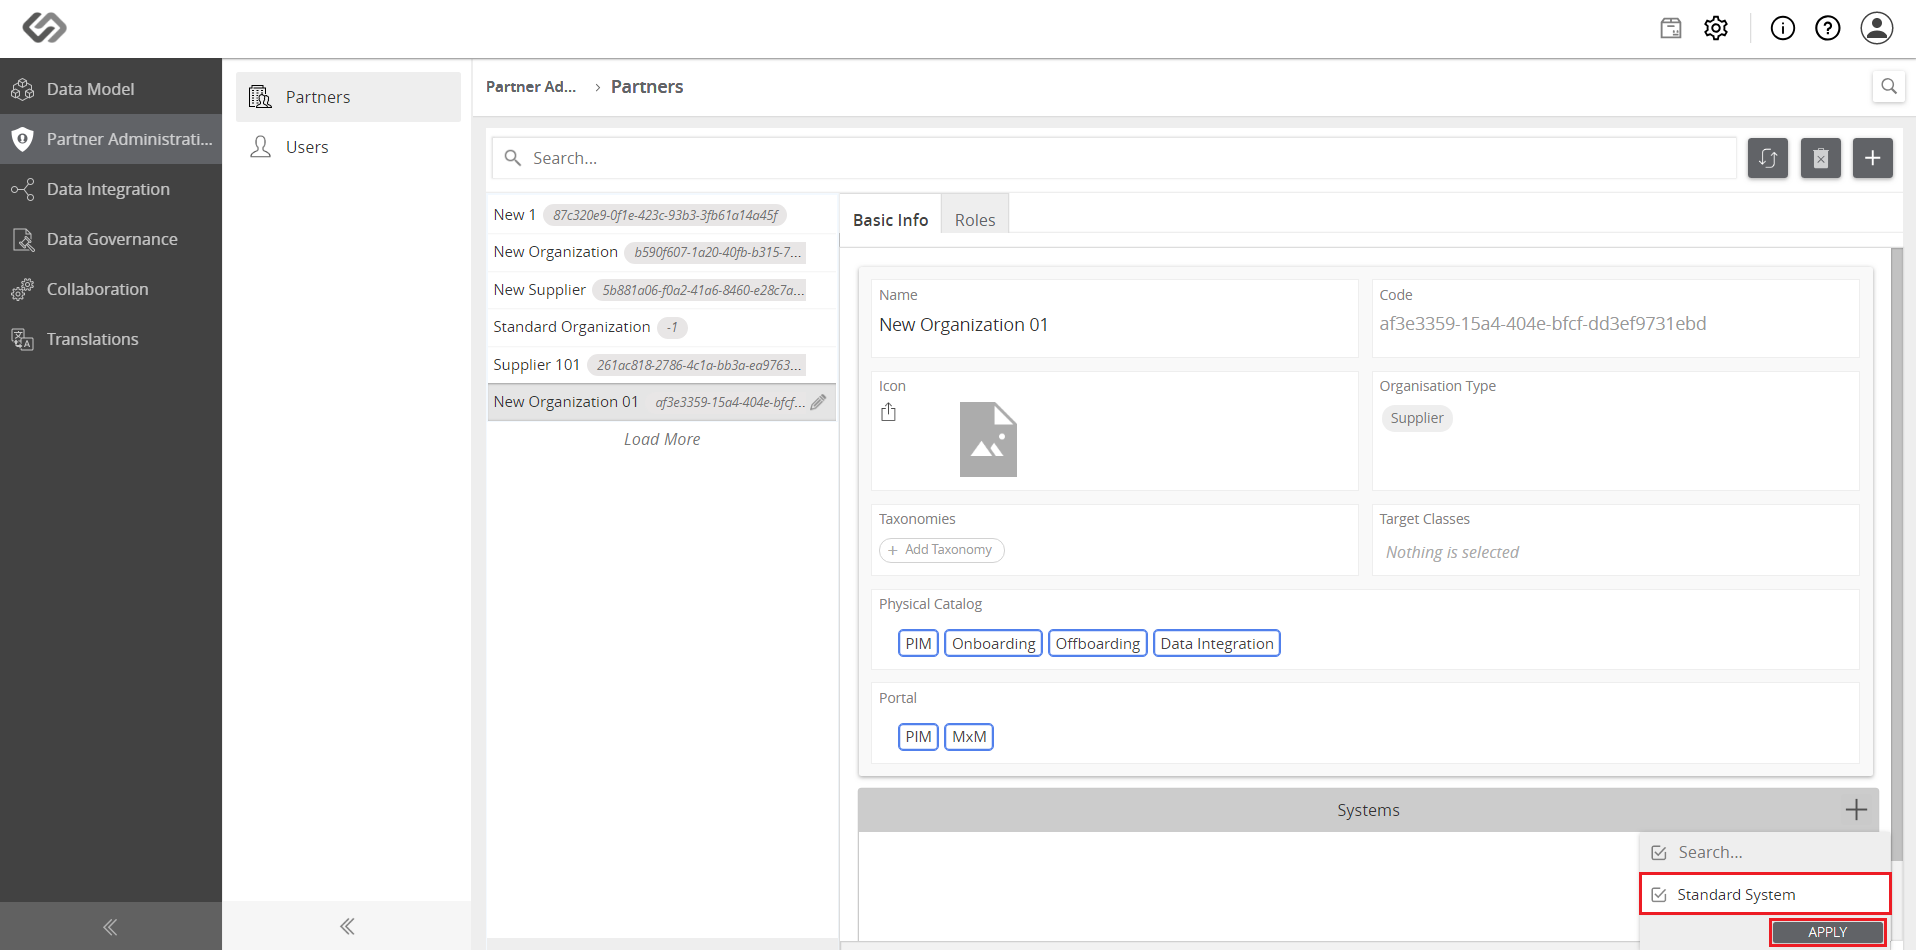 Data Model
Partner Administrati...
Data Integration
Data Governance
Collaboration
Translations
Partners
Users
Partner Ad... > Partners
Search...
New 1 87c320e9-0f1e-423c-93b3-3fb61a14a45f
New Organization b590f607-1a20-40fb-b315-7...
New Supplier 5b881a06-f0a2-41a6-8460-e28c7a...
Standard Organization -1
Supplier 101 261ac818-2786-4c1a-bb3a-ea9763...
New Organization 01 af3e3359-15a4-404e-bfcf...
Load More
Basic Info Roles
Name
New Organization 01
Code
af3e3359-15a4-404e-bfcf-dd3ef9731ebd
Icon
Organisation Type
Supplier
Taxonomies
+ Add Taxonomy
Target Classes
Nothing is selected
Physical Catalog
PIM Onboarding Offboarding Data Integration
Portal
PIM MxM
Systems
Search...
Standard System
APPLY